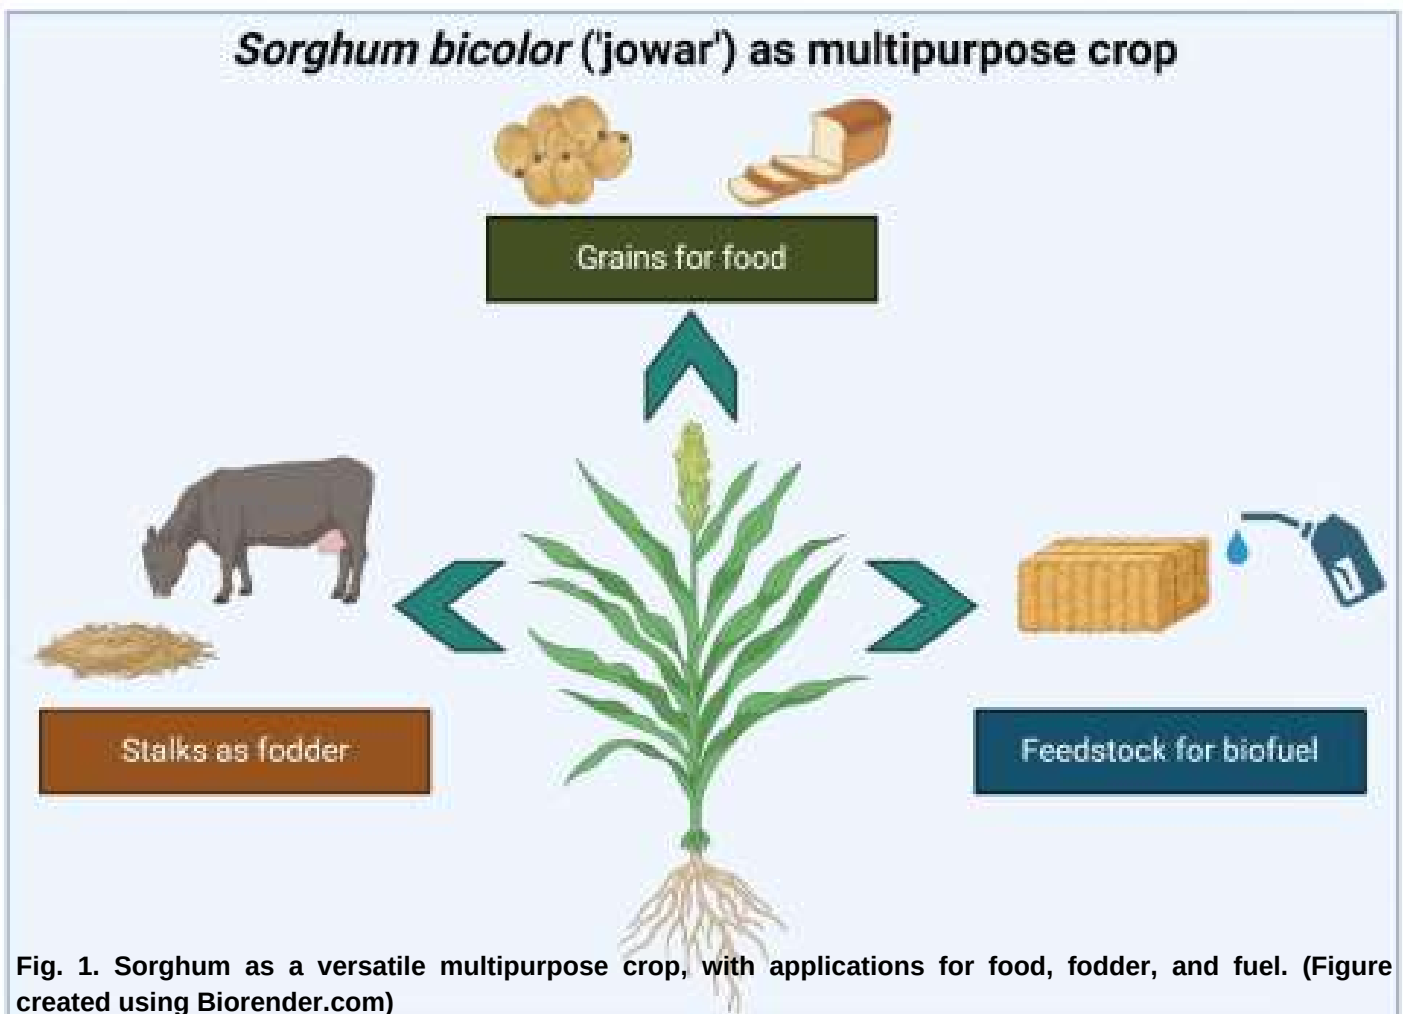 Sorghum bicolor ('jowar') as multipurpose crop
Grains for food
Stalks as fodder
Feedstock for biofuel
Fig. 1. Sorghum as a versatile multipurpose crop, with applications for food, fodder, and fuel. (Figure
created using Biorender.com)